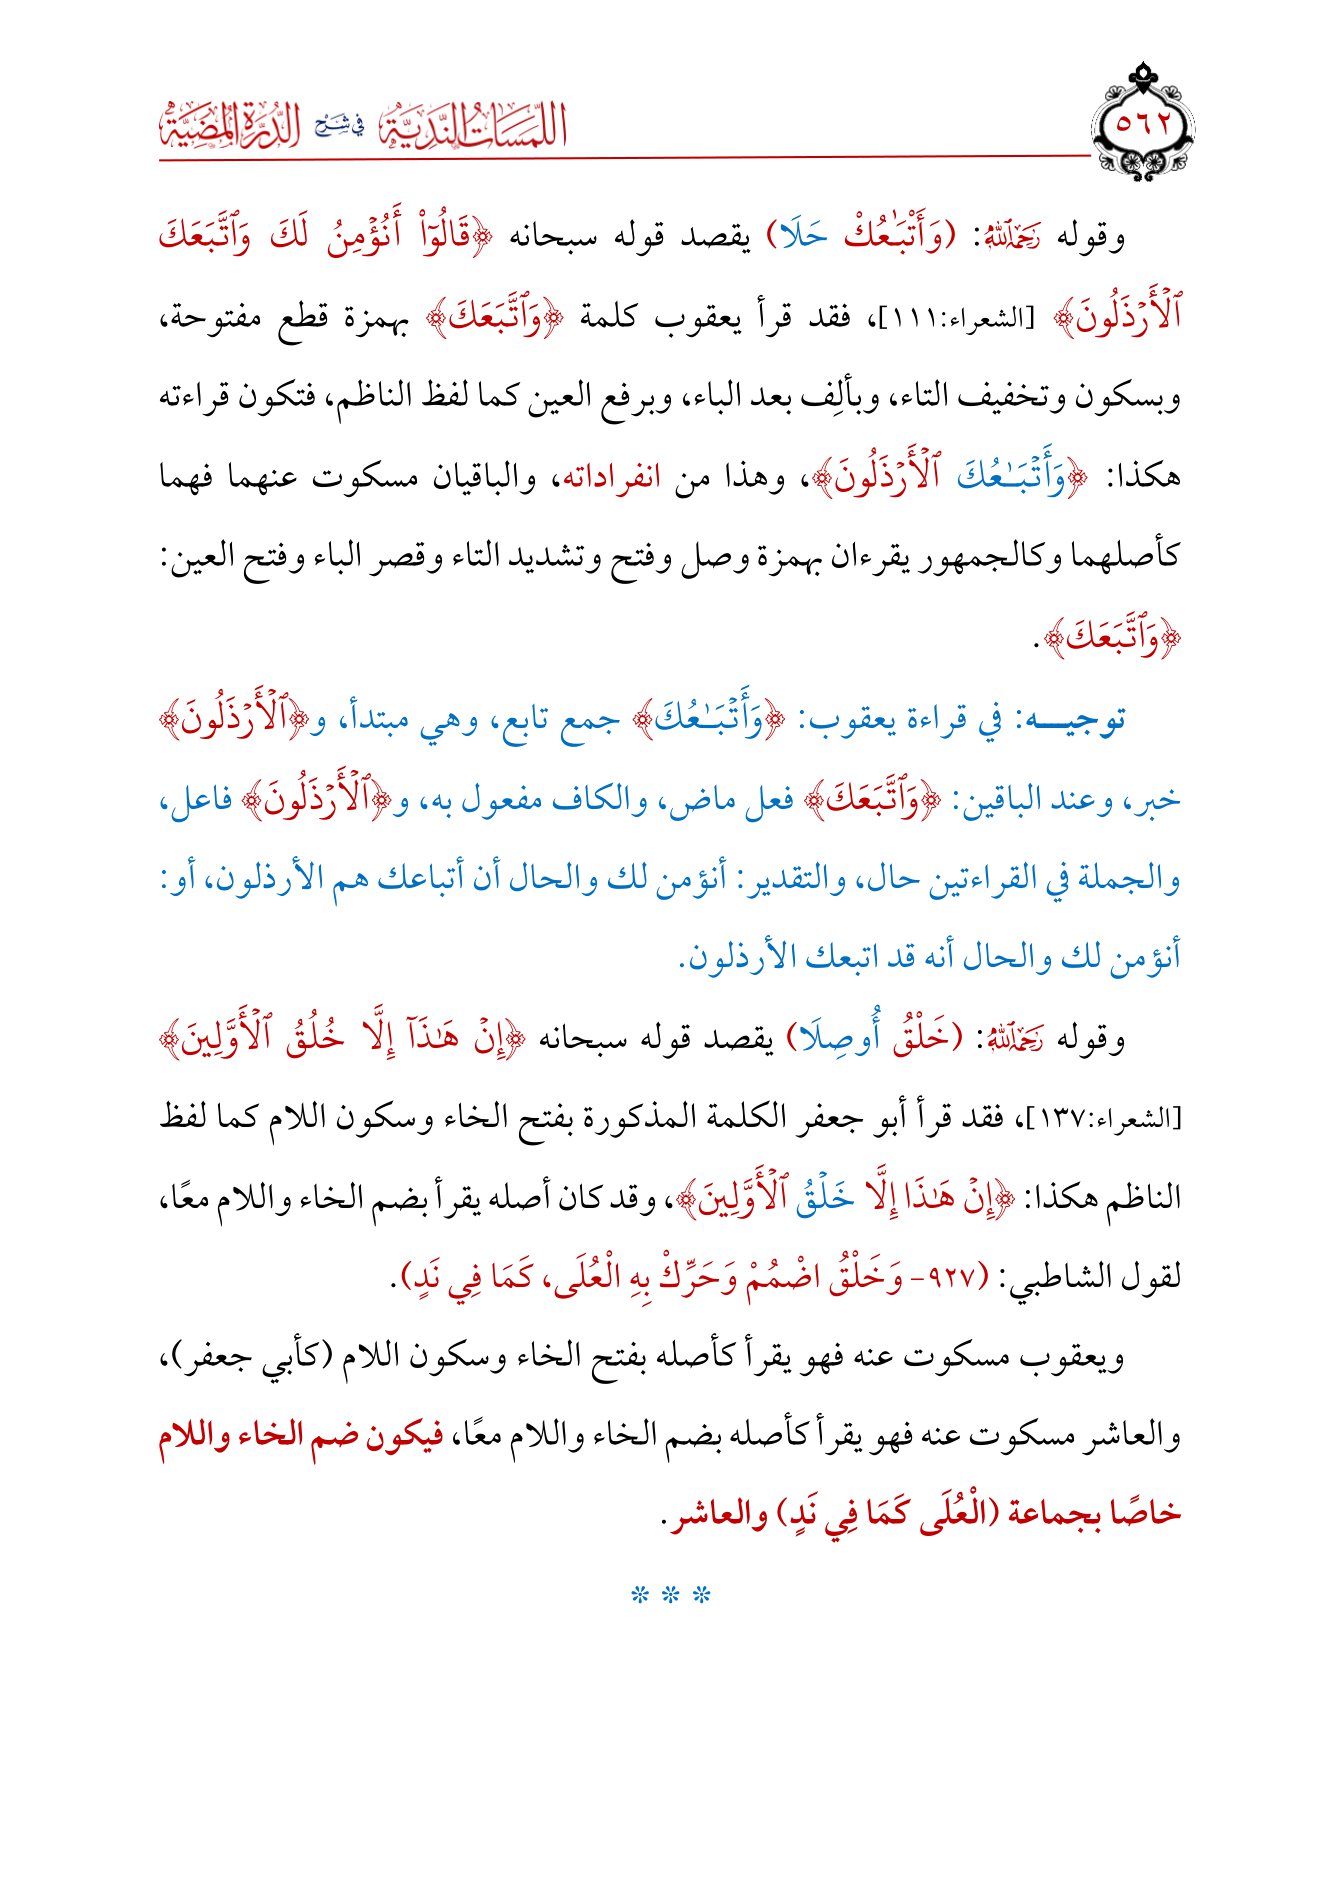 ٥٦٢
اللَّمَسَاتُ النَّدِيَّةُ فِي شَرْحِ الدُّرَّةِ الْمُضِيَّةِ
وقوله رَحِمَهُ ٱللَّهُ: (وَأَتْبَـٰعُكْ حَلَا) يقصد قوله سبحانه ﴿قَالُوٓا۟ أَنُؤۡمِنُ لَكَ وَٱتَّبَعَكَ
ٱلۡأَرۡذَلُونَ﴾ [الشعراء:١١١]، فقد قرأ يعقوب كلمة ﴿وَٱتَّبَعَكَ﴾ بهمزة قطع مفتوحة،
وبسكون وتخفيف التاء، وبألِف بعد الباء، وبرفع العين كما لفظ الناظم، فتكون قراءته
هكذا: ﴿وَأَتۡبَـٰعُكَ ٱلۡأَرۡذَلُونَ﴾، وهذا من انفراداته، والباقيان مسكوت عنهما فهما
كأصلهما وكالجمهور يقرءان بهمزة وصل وفتح وتشديد التاء وقصر الباء وفتح العين:
﴿وَٱتَّبَعَكَ﴾.
توجيـــه: في قراءة يعقوب: ﴿وَأَتۡبَـٰعُكَ﴾ جمع تابع، وهي مبتدأ، و﴿ٱلۡأَرۡذَلُونَ﴾
خبر، وعند الباقين: ﴿وَٱتَّبَعَكَ﴾ فعل ماض، والكاف مفعول به، و﴿ٱلۡأَرۡذَلُونَ﴾ فاعل،
والجملة في القراءتين حال، والتقدير: أنؤمن لك والحال أن أتباعك هم الأرذلون، أو:
أنؤمن لك والحال أنه قد اتبعك الأرذلون.
وقوله رَحِمَهُ ٱللَّهُ: (خَلْقُ أُوصِلَا) يقصد قوله سبحانه ﴿إِنۡ هَـٰذَآ إِلَّا خُلُقُ ٱلۡأَوَّلِينَ﴾
[الشعراء:١٣٧]، فقد قرأ أبو جعفر الكلمة المذكورة بفتح الخاء وسكون اللام كما لفظ
الناظم هكذا: ﴿إِنۡ هَـٰذَا إِلَّا خَلۡقُ ٱلۡأَوَّلِينَ﴾، وقد كان أصله يقرأ بضم الخاء واللام معًا،
لقول الشاطبي: (٩٢٧- وَخَلْقُ اضْمُمْ وَحَرِّكْ بِهِ الْعُلَى، كَمَا فِي نَدٍ).
ويعقوب مسكوت عنه فهو يقرأ كأصله بفتح الخاء وسكون اللام (كأبي جعفر)،
والعاشر مسكوت عنه فهو يقرأ كأصله بضم الخاء واللام معًا، فيكون ضم الخاء واللام
خاصًا بجماعة (الْعُلَى كَمَا فِي نَدٍ) والعاشر.
* * *